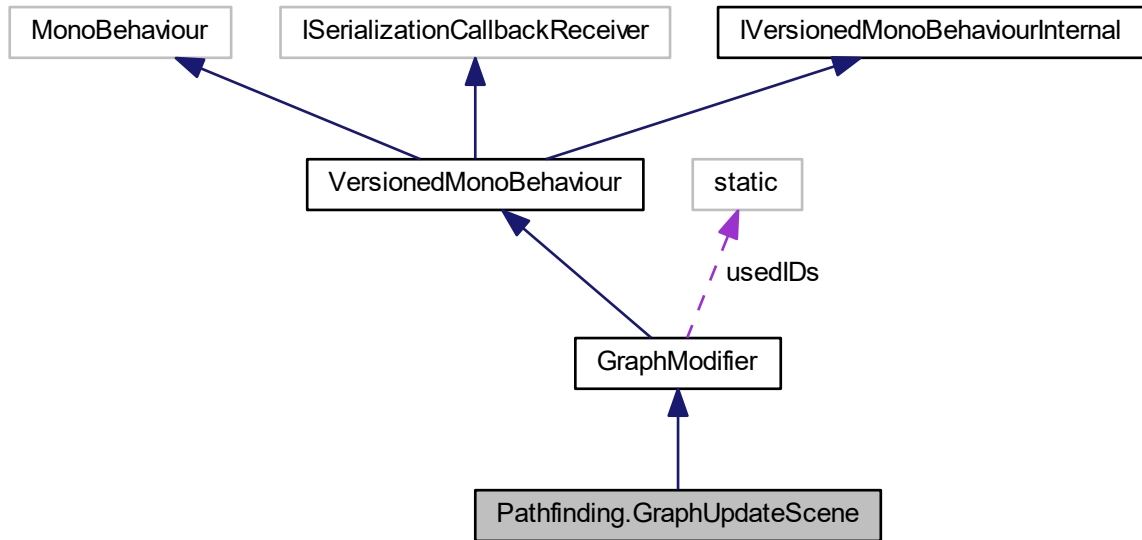 MonoBehaviour
ISerializationCallbackReceiver
IVersionedMonoBehaviourInternal
VersionedMonoBehaviour
static
usedIDs
GraphModifier
Pathfinding.GraphUpdateScene